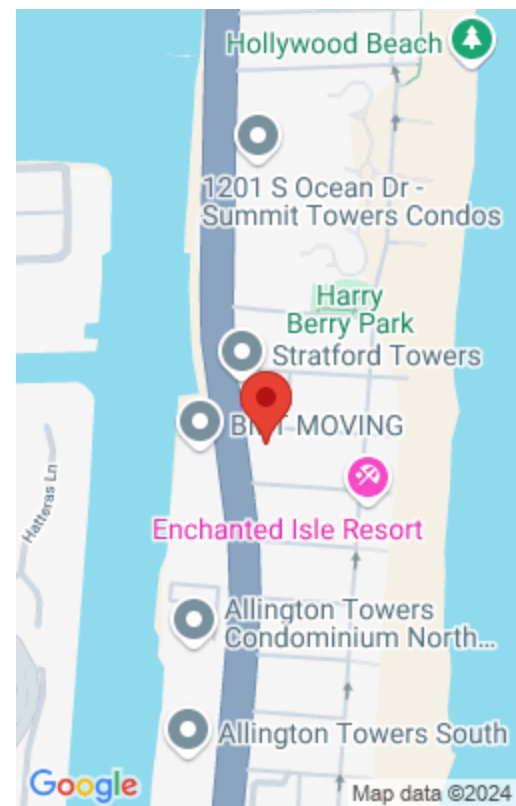 Hollywood Beach
1201 S Ocean Dr -
Summit Towers Condos
Harry
Berry Park
Stratford Towers
MOVING
Enchanted Isle Resort
Hatteras Ln
Allington Towers
Condominium North...
Allington Towers South
Google
Map data ©2024